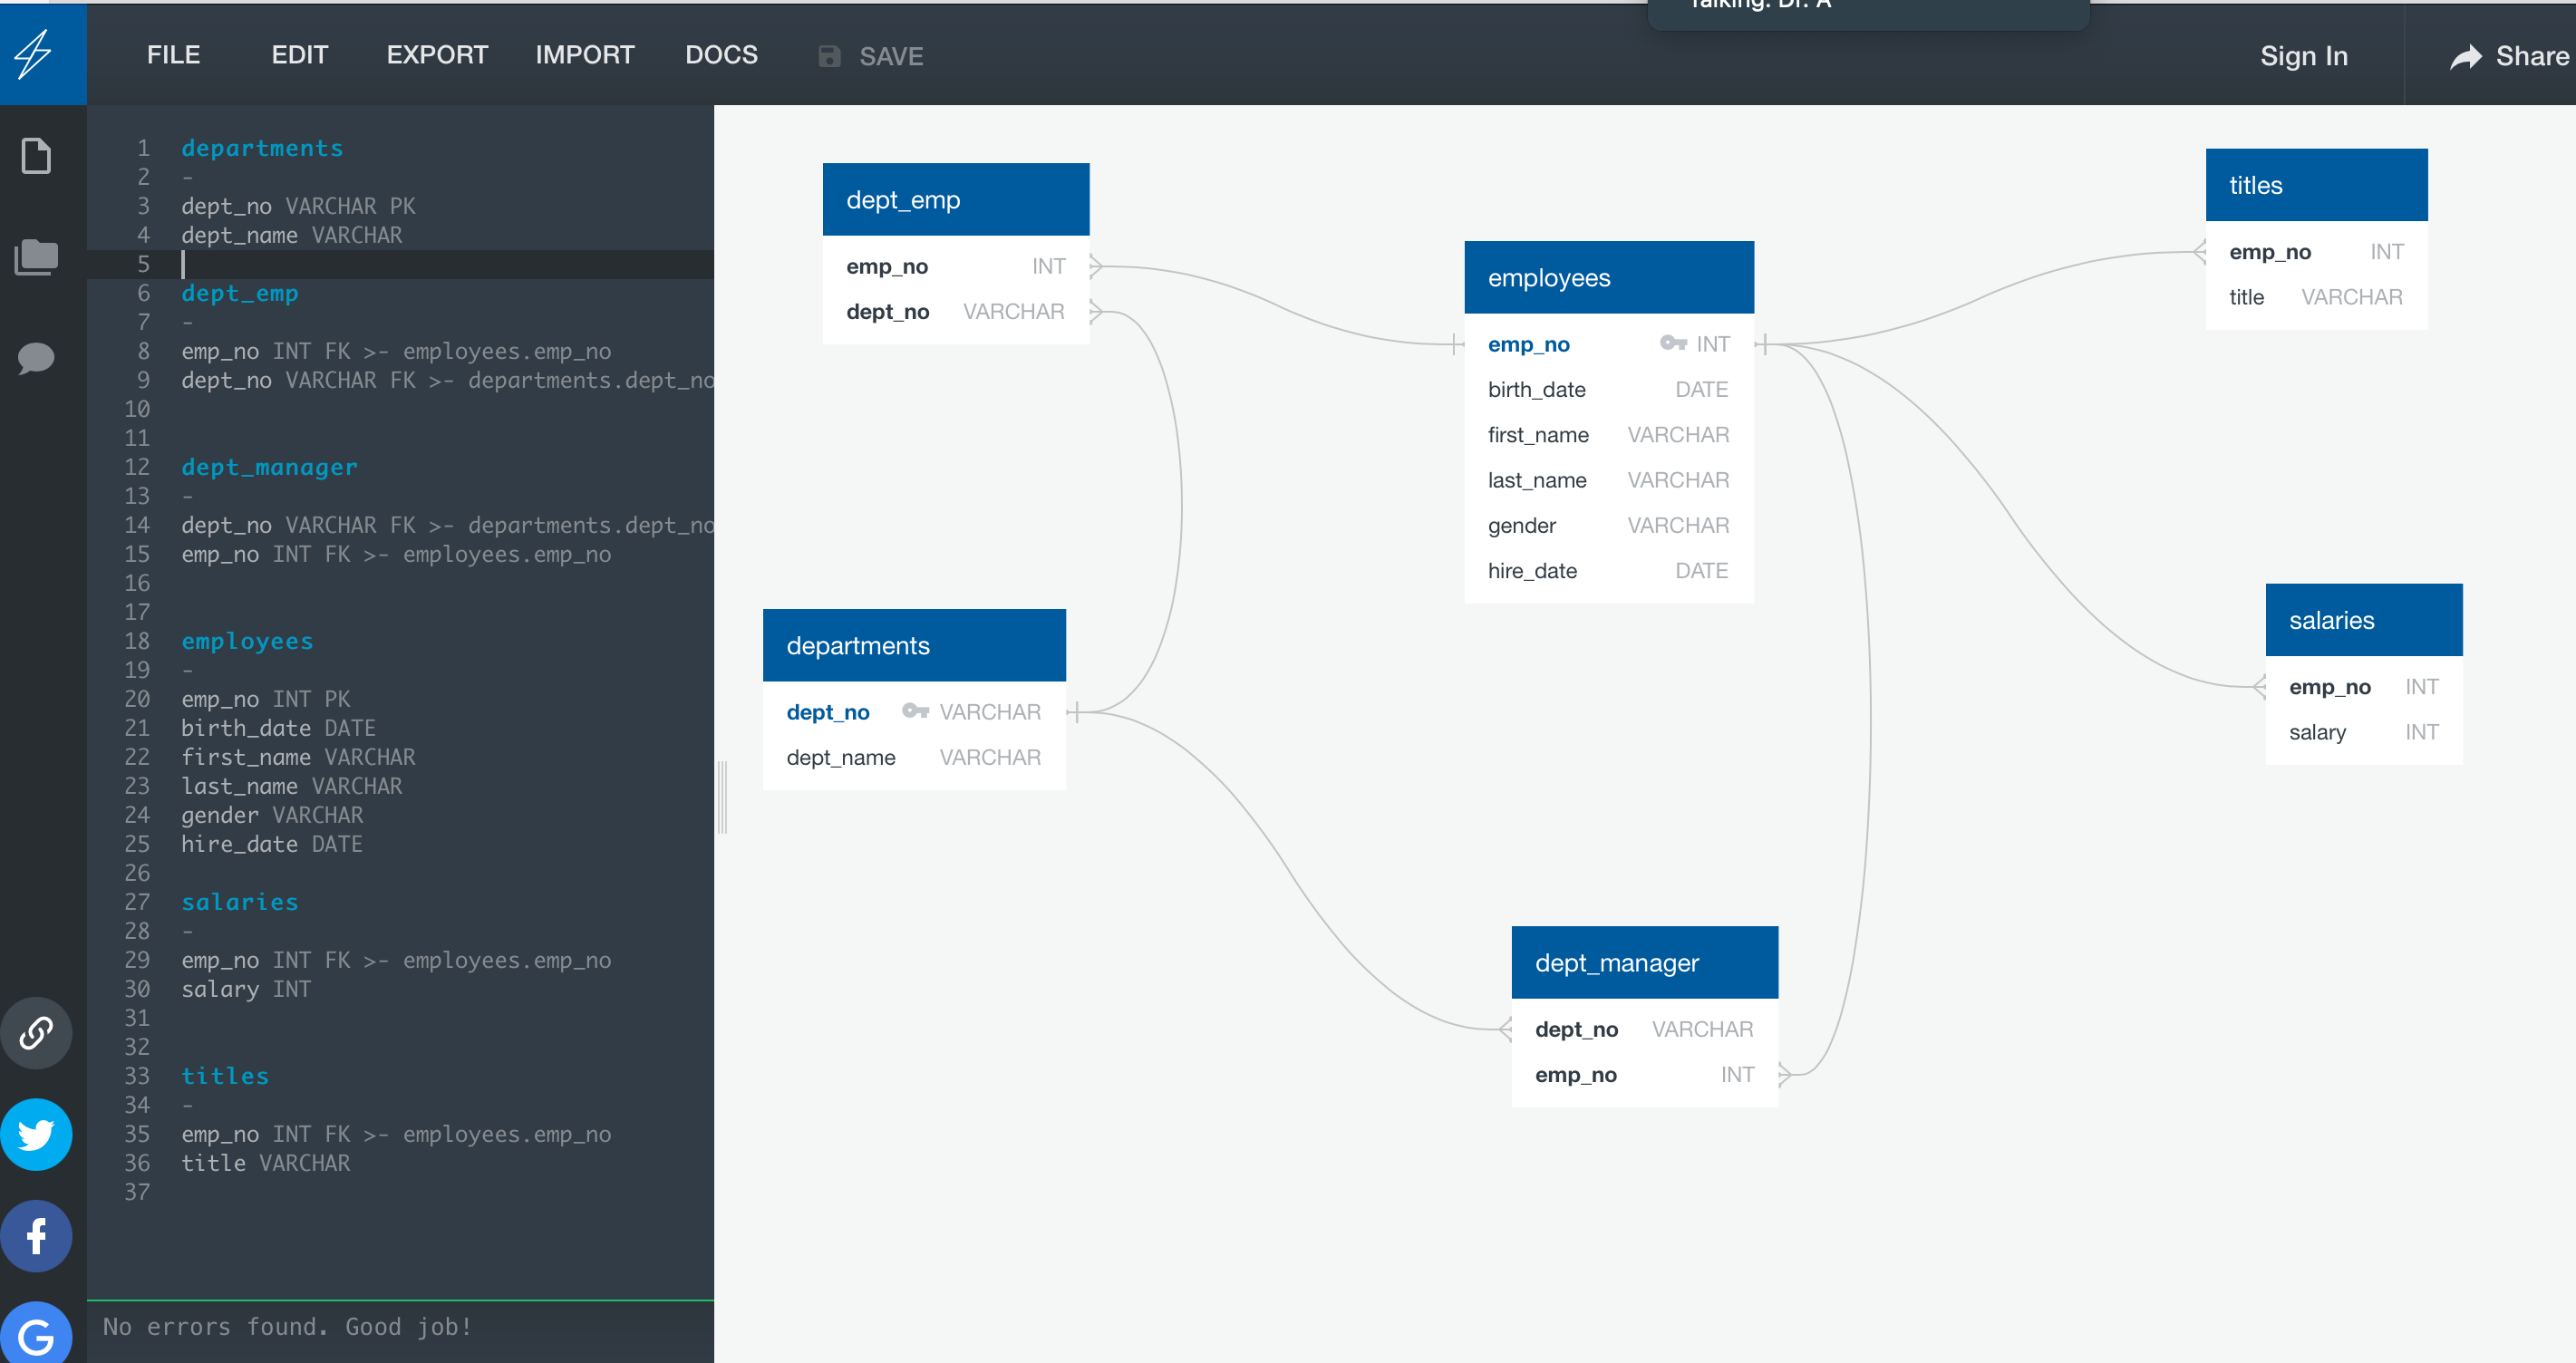 Talking: Dr. A
FILE EDIT EXPORT IMPORT DOCS SAVE Sign In Share
1 departments
2 -
3 dept_no VARCHAR PK
4 dept_name VARCHAR
5
6 dept_emp
7 -
8 emp_no INT FK >- employees.emp_no
9 dept_no VARCHAR FK >- departments.dept_no
10
11
12 dept_manager
13 -
14 dept_no VARCHAR FK >- departments.dept_no
15 emp_no INT FK >- employees.emp_no
16
17
18 employees
19 -
20 emp_no INT PK
21 birth_date DATE
22 first_name VARCHAR
23 last_name VARCHAR
24 gender VARCHAR
25 hire_date DATE
26
27 salaries
28 -
29 emp_no INT FK >- employees.emp_no
30 salary INT
31
32
33 titles
34 -
35 emp_no INT FK >- employees.emp_no
36 title VARCHAR
37
No errors found. Good job!
dept_emp
emp_no INT
dept_no VARCHAR
employees
emp_no INT
birth_date DATE
first_name VARCHAR
last_name VARCHAR
gender VARCHAR
hire_date DATE
titles
emp_no INT
title VARCHAR
departments
dept_no VARCHAR
dept_name VARCHAR
salaries
emp_no INT
salary INT
dept_manager
dept_no VARCHAR
emp_no INT